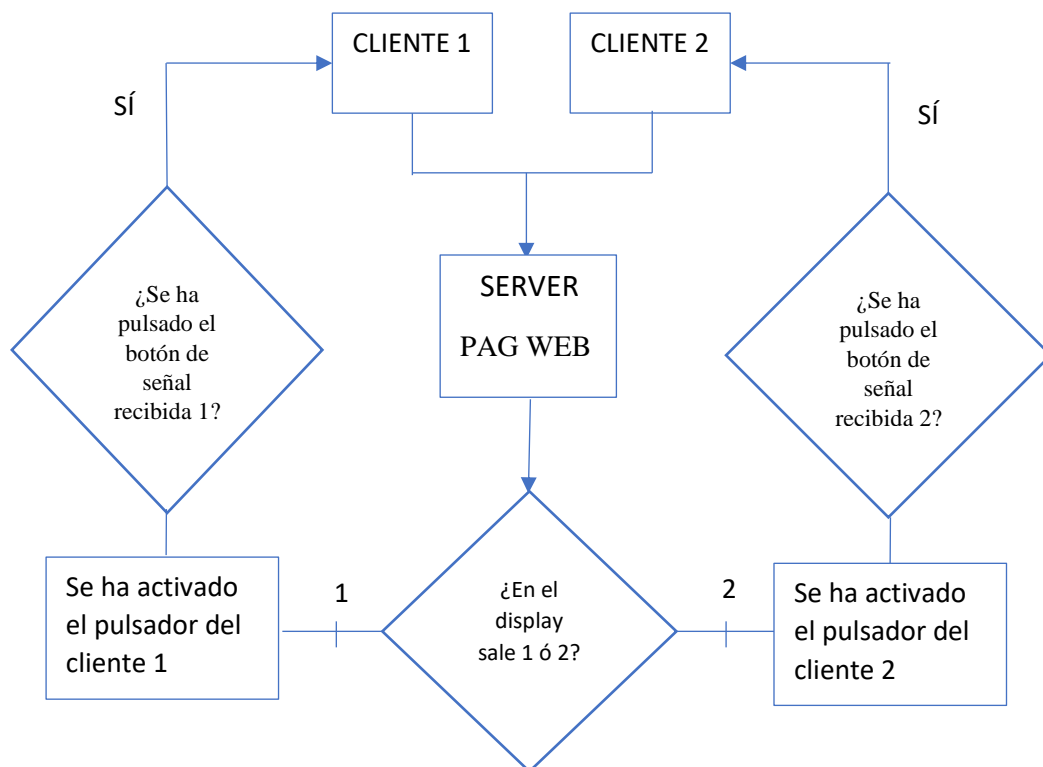 CLIENTE 1
CLIENTE 2
SÍ
SÍ
¿Se ha
pulsado el
botón de
señal
recibida 1?
SERVER
PAG WEB
¿Se ha
pulsado el
botón de
señal
recibida 2?
Se ha activado
el pulsador del
cliente 1
1
¿En el
display
sale 1 ó 2?
2
Se ha activado
el pulsador del
cliente 2